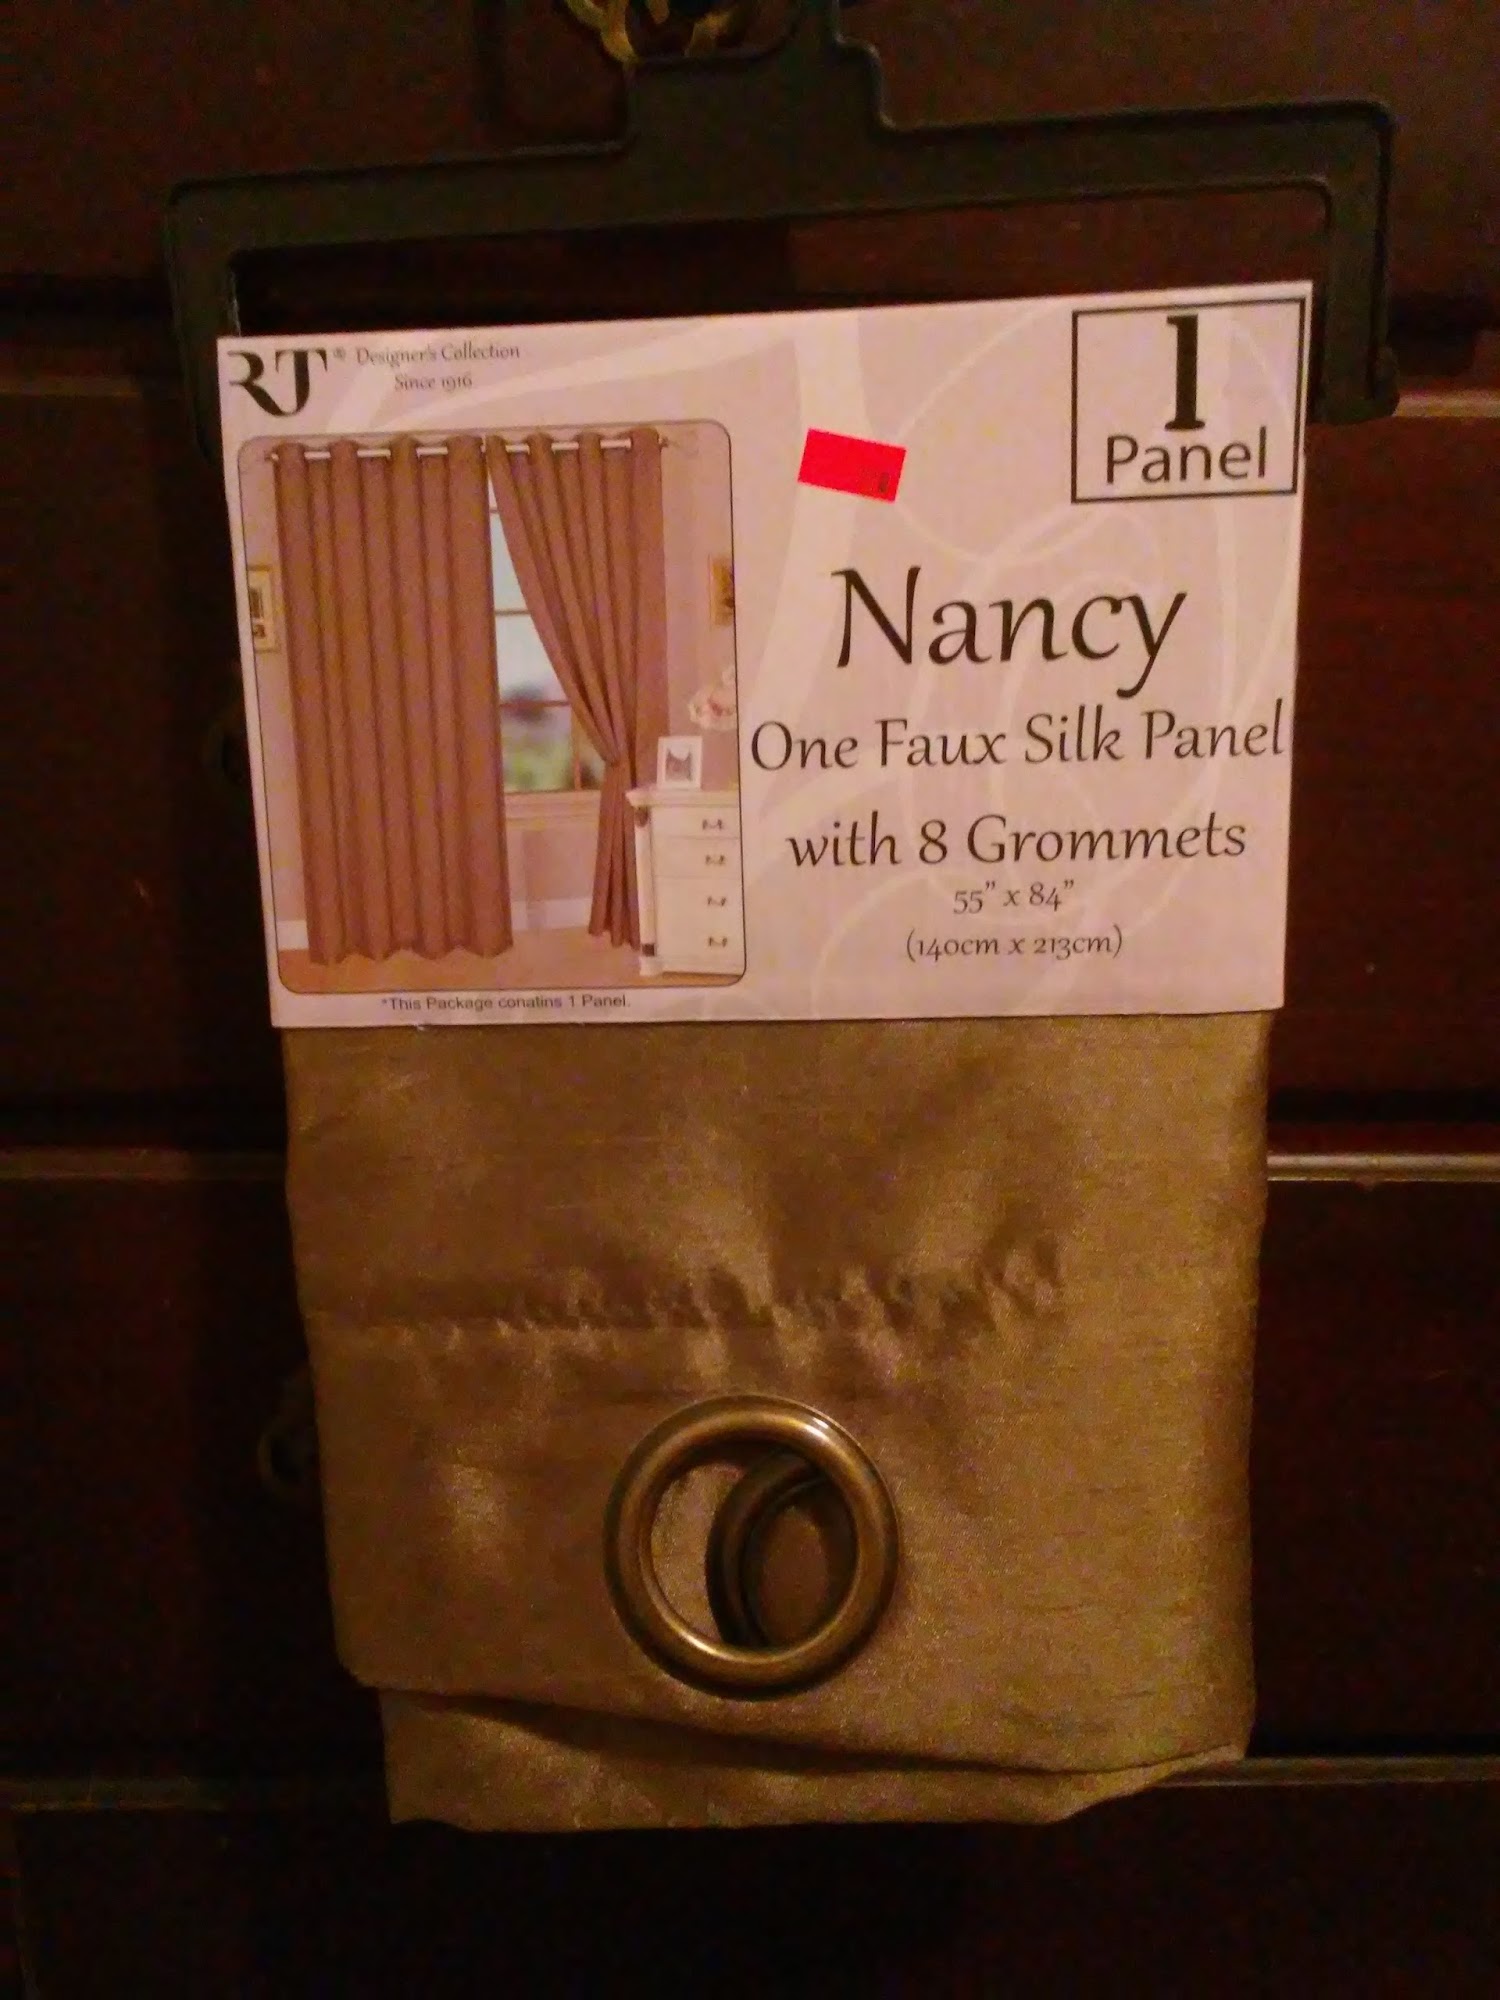 RT® Designer's Collection
Since 1916
1
Panel
Nancy
One Faux Silk Panel
with 8 Grommets
55" x 84"
(140cm x 213cm)
*This Package conatins 1 Panel.